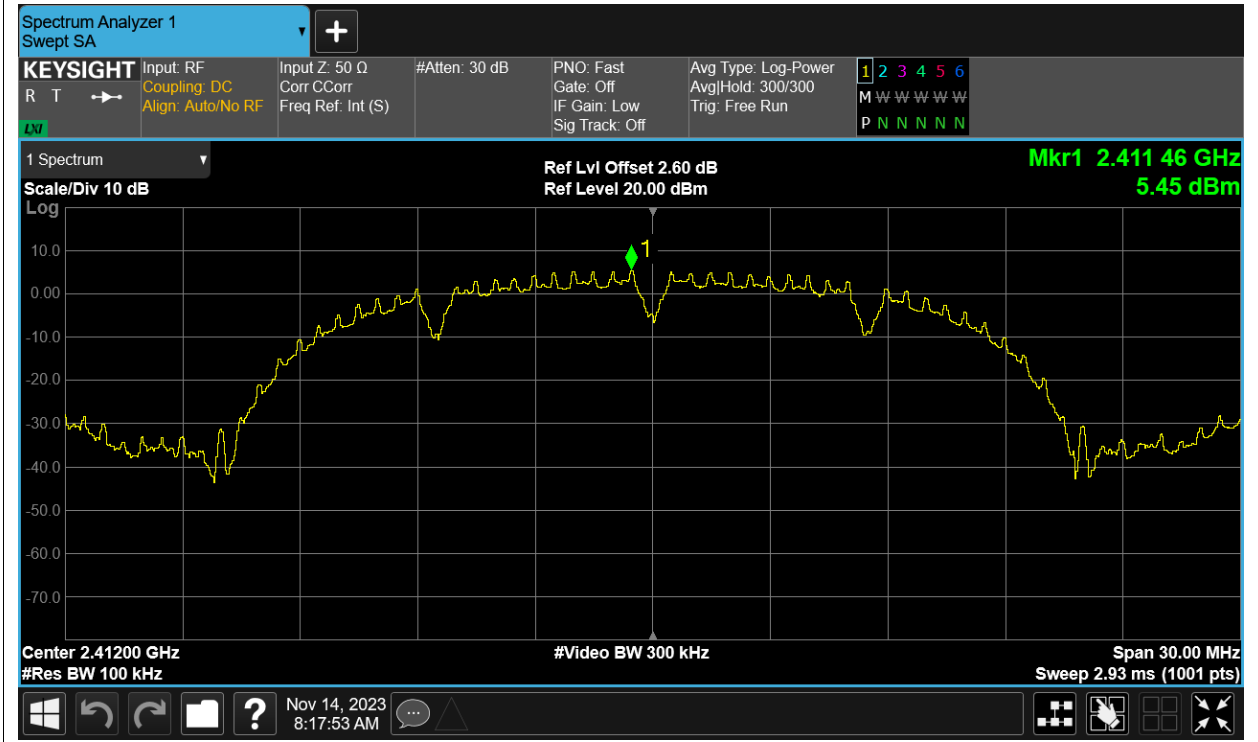 Spectrum Analyzer 1
Swept SA
KEYSIGHT
R T
LXI
Input: RF
Coupling: DC
Align: Auto/No RF
Input Z: 50 Ω
Corr CCorr
Freq Ref: Int (S)
#Atten: 30 dB
PNO: Fast
Gate: Off
IF Gain: Low
Sig Track: Off
Avg Type: Log-Power
Avg|Hold: 300/300
Trig: Free Run
1 2 3 4 5 6
M W W W W W
P N N N N N
1 Spectrum
Scale/Div 10 dB
Log
Ref Lvl Offset 2.60 dB
Ref Level 20.00 dBm
Mkr1 2.411 46 GHz
5.45 dBm
1
10.0
0.00
-10.0
-20.0
-30.0
-40.0
-50.0
-60.0
-70.0
Center 2.41200 GHz
#Res BW 100 kHz
#Video BW 300 kHz
Span 30.00 MHz
Sweep 2.93 ms (1001 pts)
?
Nov 14, 2023
8:17:53 AM